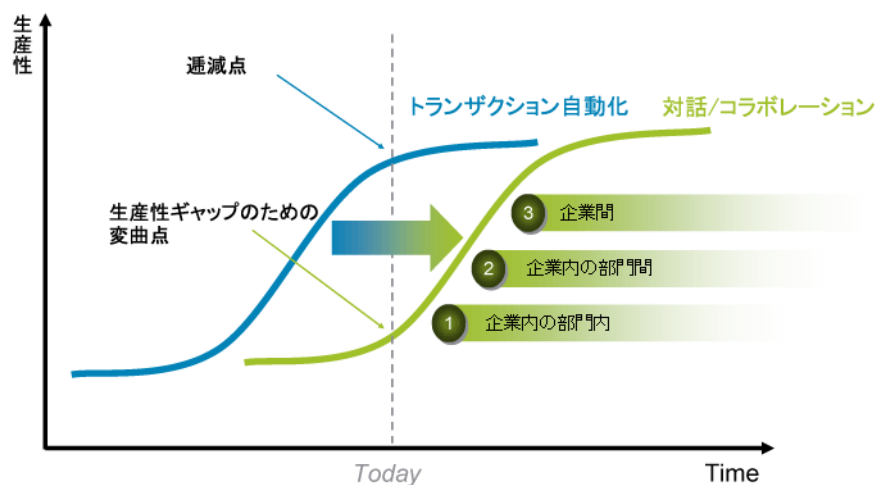 生産性
逓減点
トランザクション自動化
対話/コラボレーション
生産性ギャップのための
変曲点
3 企業間
2 企業内の部門間
1 企業内の部門内
Today
Time